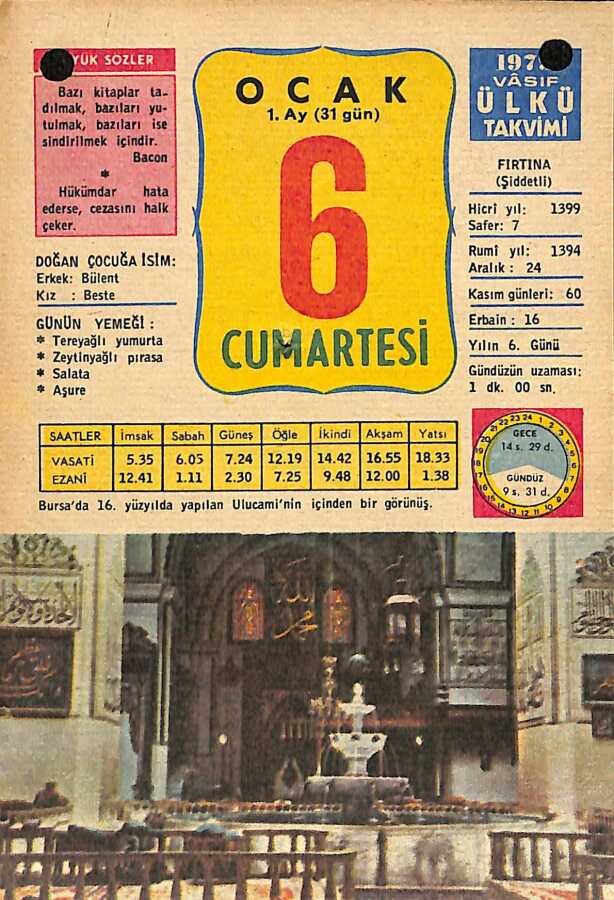 YÜK SÖZLER
Bazı kitaplar ta-
dılmak, bazıları yu-
tulmak, bazıları ise
sindirilmek içindir.
Bacon
*
Hükümdar hata
ederse, cezasını halk
çeker.
DOĞAN ÇOCUĞA İSİM:
Erkek: Bülent
Kız : Beste
GÜNÜN YEMEĞİ :
* Tereyağlı yumurta
* Zeytinyağlı pırasa
* Salata
* Aşure
OCAK
1. Ay (31 gün)
6
CUMARTESİ
197
VÂSIF
ÜLKÜ
TAKVİMİ
FIRTINA
(Şiddetli)
Hicrî yıl: 1399
Safer: 7
Rumî yıl: 1394
Aralık : 24
Kasım günleri: 60
Erbain : 16
Yılın 6. Günü
Gündüzün uzaması:
1 dk. 00 sn.
SAATLER İmsak Sabah Güneş Öğle İkindi Akşam Yatsı
VASATİ 5.35 6.05 7.24 12.19 14.42 16.55 18.33
EZANİ 12.41 1.11 2.30 7.25 9.48 12.00 1.38
GECE
14 s. 29 d.
GÜNDÜZ
9 s. 31 d.
Bursa'da 16. yüzyılda yapılan Ulucami'nin içinden bir görünüş.
الله
محمد